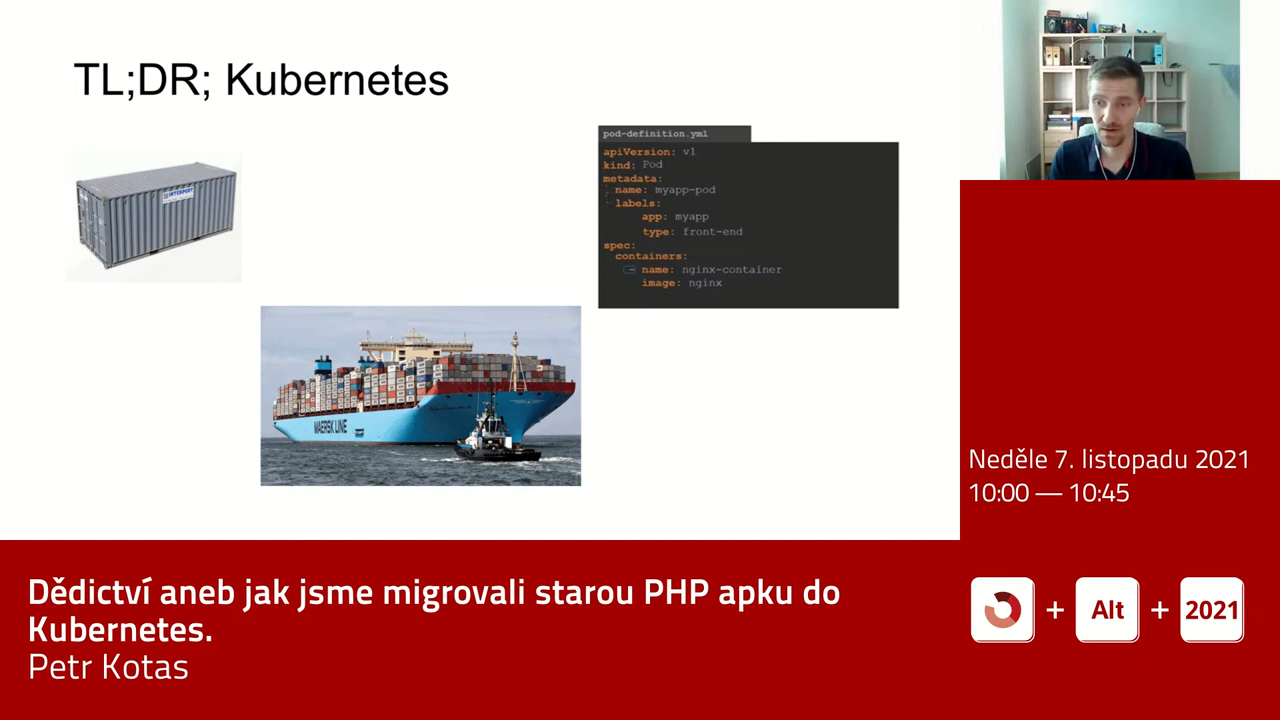 TL;DR; Kubernetes
INTERPORT
pod-definition.yml
apiVersion: v1
kind: Pod
metadata:
name: myapp-pod
labels:
app: myapp
type: front-end
spec:
containers:
- name: nginx-container
image: nginx
MAERSK LINE
Neděle 7. listopadu 2021
10:00 — 10:45
Dědictví aneb jak jsme migrovali starou PHP apku do
Kubernetes.
Petr Kotas
+ Alt + 2021